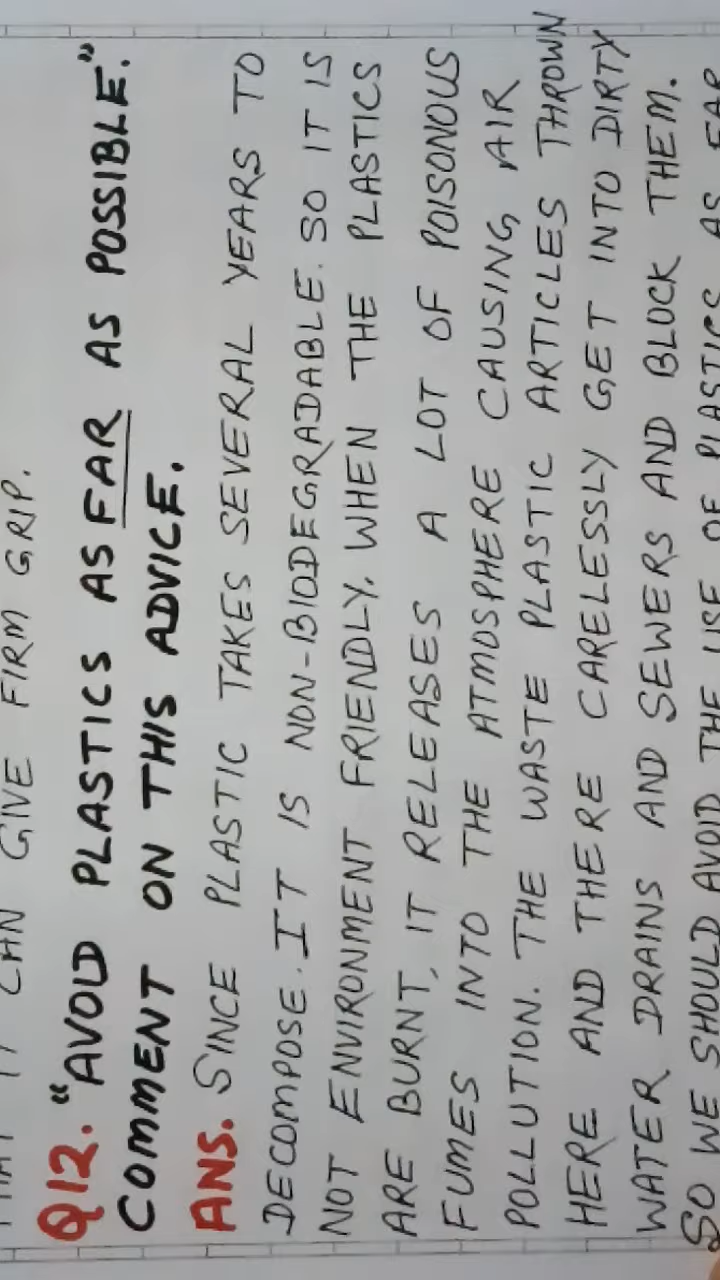 GIVE FIRM GRIP.
Q12. "AVOID PLASTICS AS FAR AS POSSIBLE."
COMMENT ON THIS ADVICE.
ANS. SINCE PLASTIC TAKES SEVERAL YEARS TO
DECOMPOSE. IT IS NON-BIODEGRADABLE. SO IT IS
NOT ENVIRONMENT FRIENDLY. WHEN THE PLASTICS
ARE BURNT, IT RELEASES A LOT OF POISONOUS
FUMES INTO THE ATMOSPHERE CAUSING AIR
POLLUTION. THE WASTE PLASTIC ARTICLES THROWN
HERE AND THERE CARELESSLY GET INTO DIRTY
WATER DRAINS AND SEWERS AND BLOCK THEM.
SO WE SHOULD AVOID THE USE OF PLASTICS AS FAR